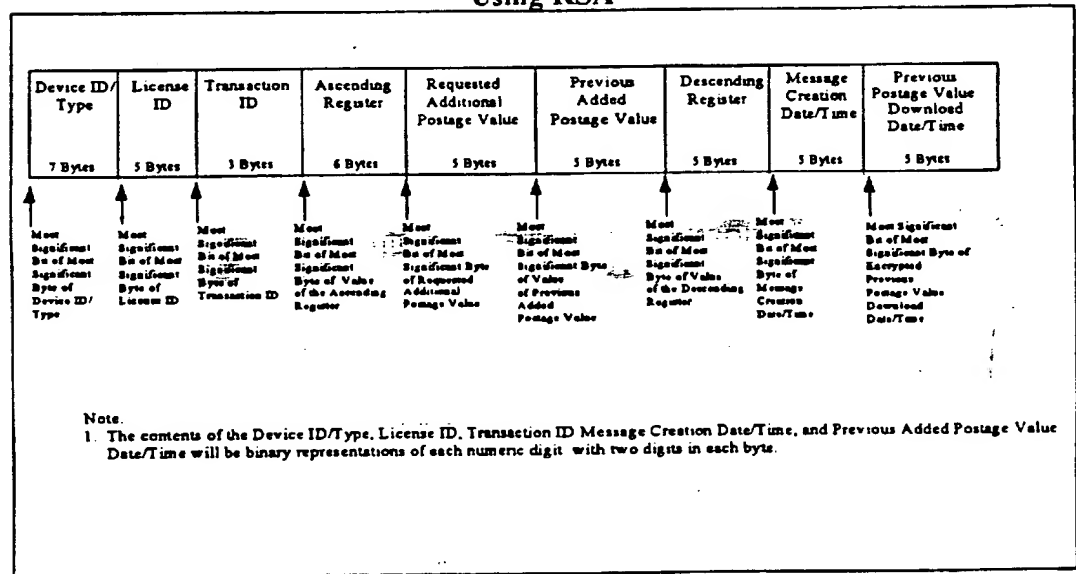 Using RSA
Device ID/ Type
License ID
Transaction ID
Ascending Register
Requested Additional Postage Value
Previous Added Postage Value
Descending Register
Message Creation Date/Time
Previous Postage Value Download Date/Time
7 Bytes
5 Bytes
3 Bytes
6 Bytes
5 Bytes
5 Bytes
5 Bytes
5 Bytes
5 Bytes
Most Significant Bit of Most Significant Byte of Device ID/ Type
Most Significant Bit of Most Significant Byte of License ID
Most Significant Bit of Most Significant Byte of Transaction ID
Most Significant Bit of Most Significant Byte of Value of the Ascending Register
Most Significant Bit of Most Significant Byte of Requested Additional Postage Value
Most Significant Bit of Most Significant Byte of Value of Previous Added Postage Value
Most Significant Bit of Most Significant Byte of Value of the Descending Register
Most Significant Bit of Most Significant Byte of Message Creation Date/Time
Most Significant Bit of Most Significant Byte of Encrypted Previous Postage Value Download Date/Time
Note.
1. The contents of the Device ID/Type, License ID, Transaction ID Message Creation Date/Time, and Previous Added Postage Value
Date/Time will be binary representations of each numeric digit with two digits in each byte.